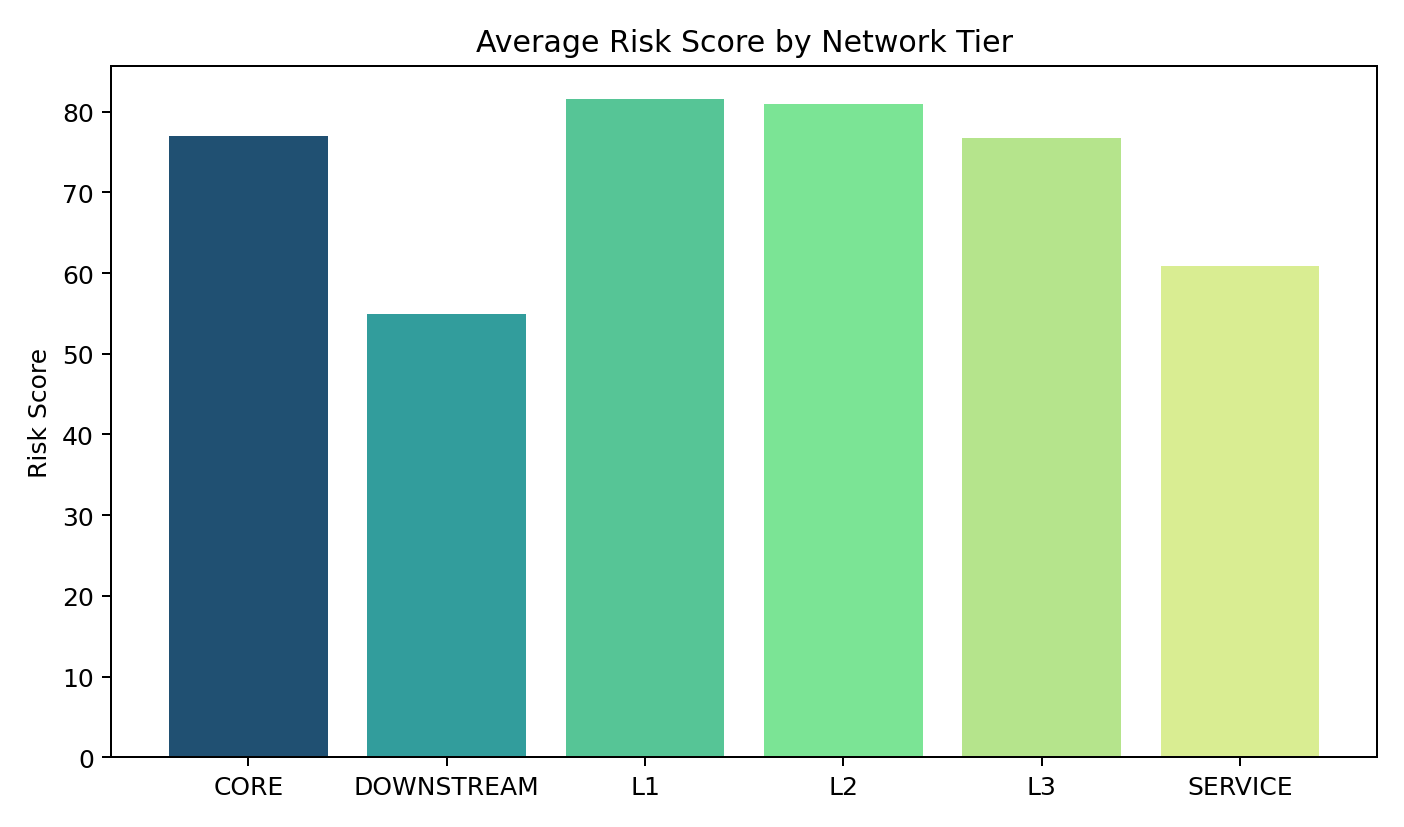 Average Risk Score by Network Tier
Risk Score
80
70
60
50
40
30
20
10
0
CORE
DOWNSTREAM
L1
L2
L3
SERVICE